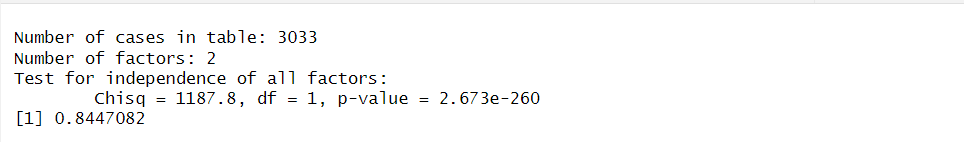 Number of cases in table: 3033
Number of factors: 2
Test for independence of all factors:
        Chisq = 1187.8, df = 1, p-value = 2.673e-260
[1] 0.8447082